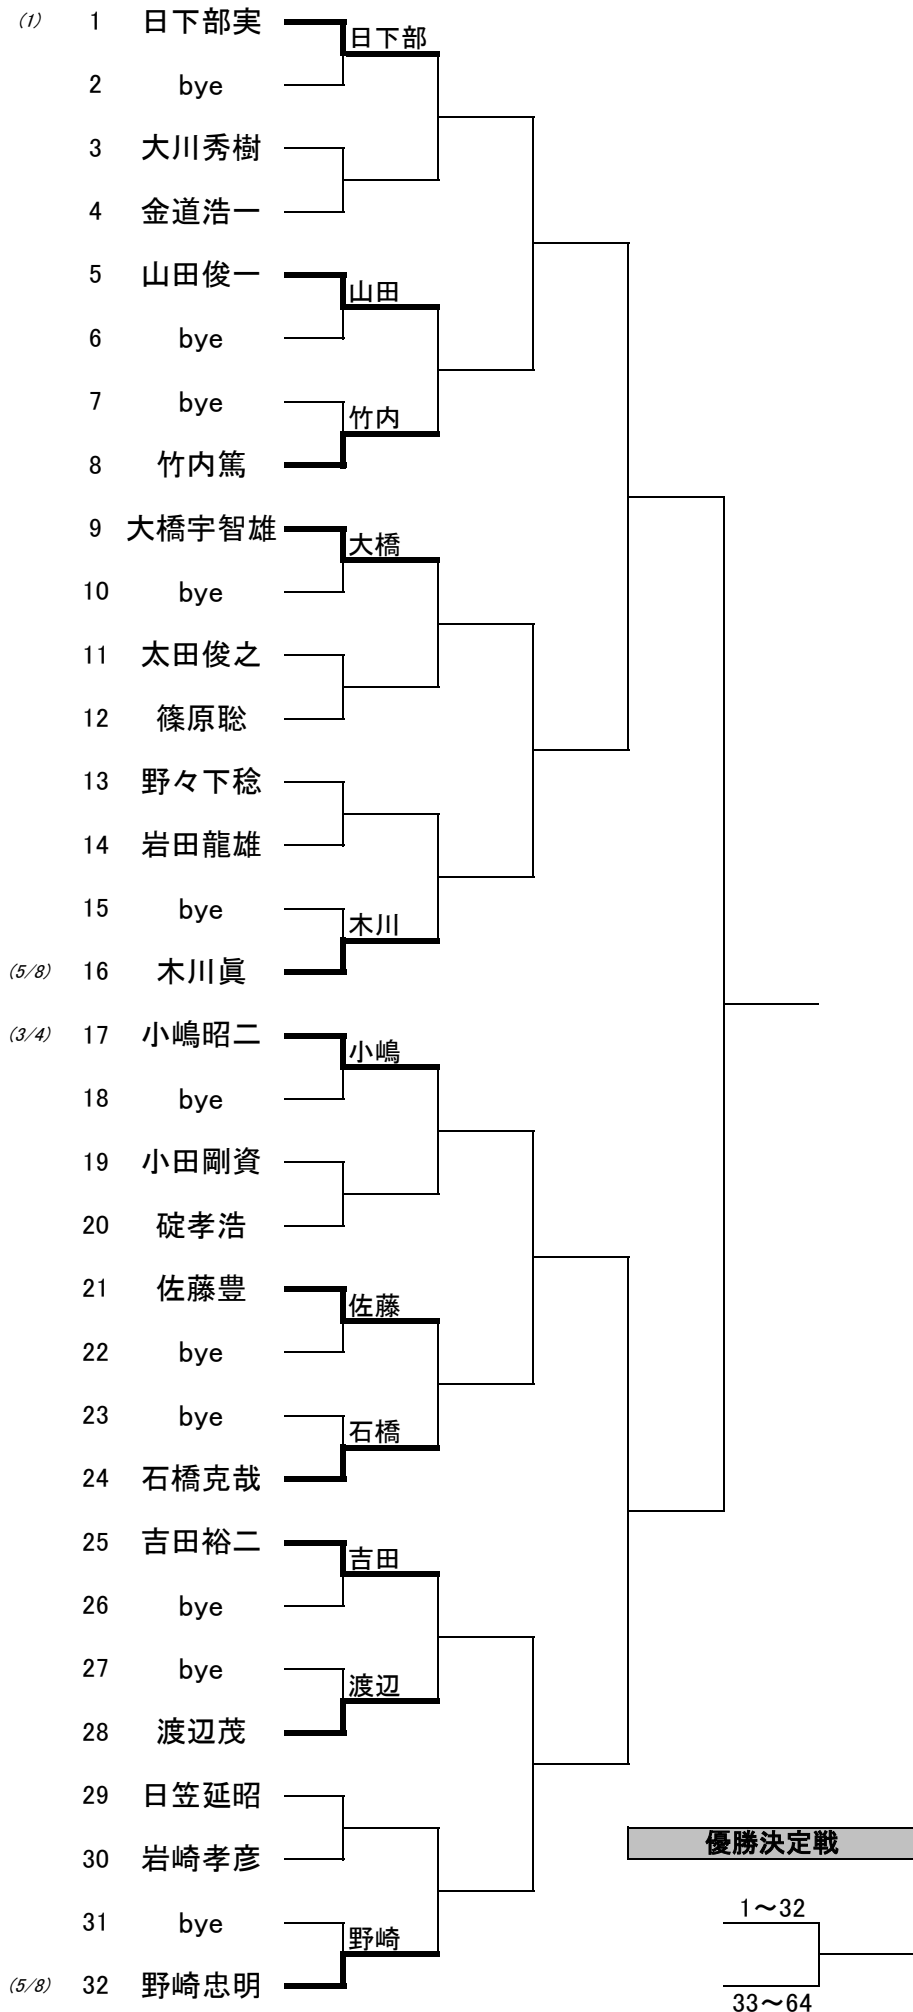 (1) 1 日下部実
日下部
2 bye
3 大川秀樹
4 金道浩一
5 山田俊一
山田
6 bye
7 bye
竹内
8 竹内篤
9 大橋宇智雄
大橋
10 bye
11 太田俊之
12 篠原聡
13 野々下稔
14 岩田龍雄
15 bye
木川
(5/8) 16 木川眞
(3/4) 17 小嶋昭二
小嶋
18 bye
19 小田剛資
20 碇孝浩
21 佐藤豊
佐藤
22 bye
23 bye
石橋
24 石橋克哉
25 吉田裕二
吉田
26 bye
27 bye
渡辺
28 渡辺茂
29 日笠延昭
30 岩崎孝彦
優勝決定戦
31 bye
1～32
野崎
(5/8) 32 野崎忠明
33～64